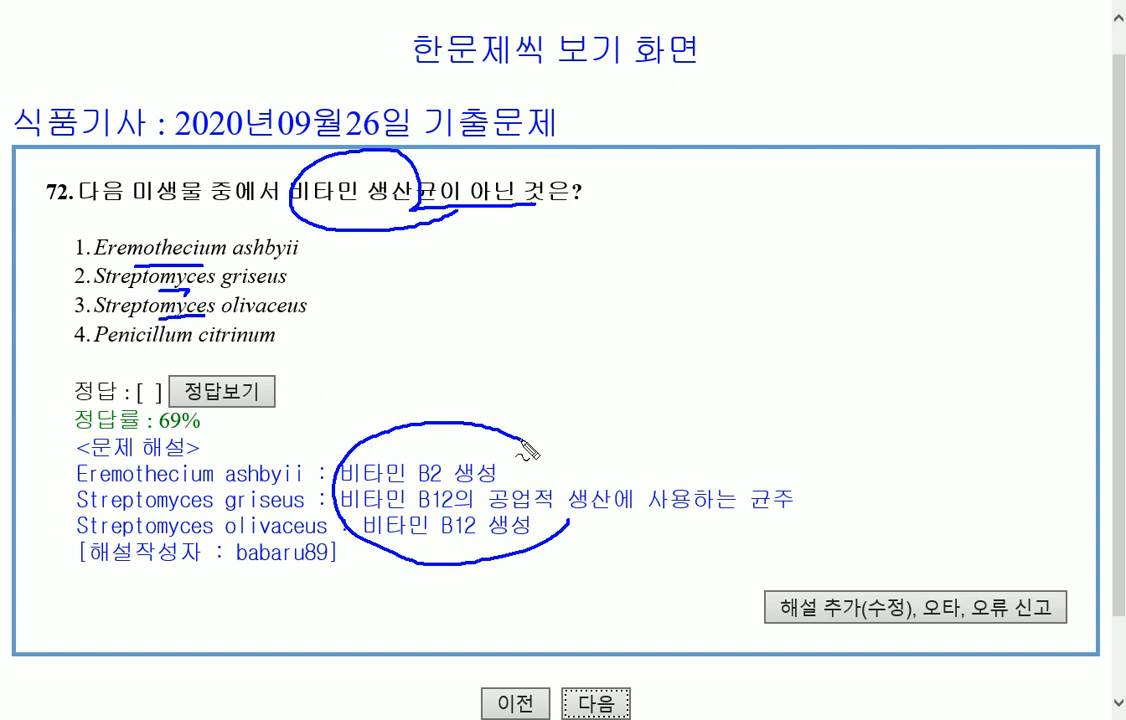 한문제씩 보기 화면
식품기사 : 2020년09월26일 기출문제
72. 다음 미생물 중에서 비타민 생산균이 아닌 것은?
1. Eremothecium ashbyii
2. Streptomyces griseus
3. Streptomyces olivaceus
4. Penicillum citrinum
정답 : [ ] 정답보기
정답률 : 69%
<문제 해설>
Eremothecium ashbyii : 비타민 B2 생성
Streptomyces griseus : 비타민 B12의 공업적 생산에 사용하는 균주
Streptomyces olivaceus : 비타민 B12 생성
[해설작성자 : babaru89]
해설 추가(수정), 오타, 오류 신고
이전 다음